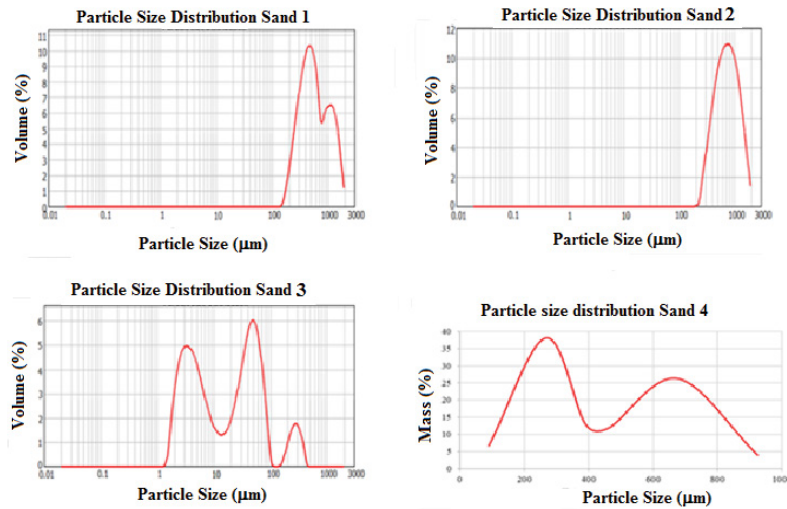 Particle Size Distribution Sand 1
Volume (%)
11
10
9
8
7
6
5
4
3
2
1
0
0.01 0.1 1 10 100 1000 3000
Particle Size (µm)
Particle Size Distribution Sand 2
Volume (%)
12
10
8
6
4
2
0
0.01 0.1 1 10 100 1000 3000
Particle Size (µm)
Particle Size Distribution Sand 3
Volume (%)
6
5
4
3
2
1
0
0.01 0.1 1 10 100 1000 3000
Particle Size (µm)
Particle size distribution Sand 4
Mass (%)
40
35
30
25
20
15
10
5
0
0 200 400 600 800 1000
Particle Size (µm)